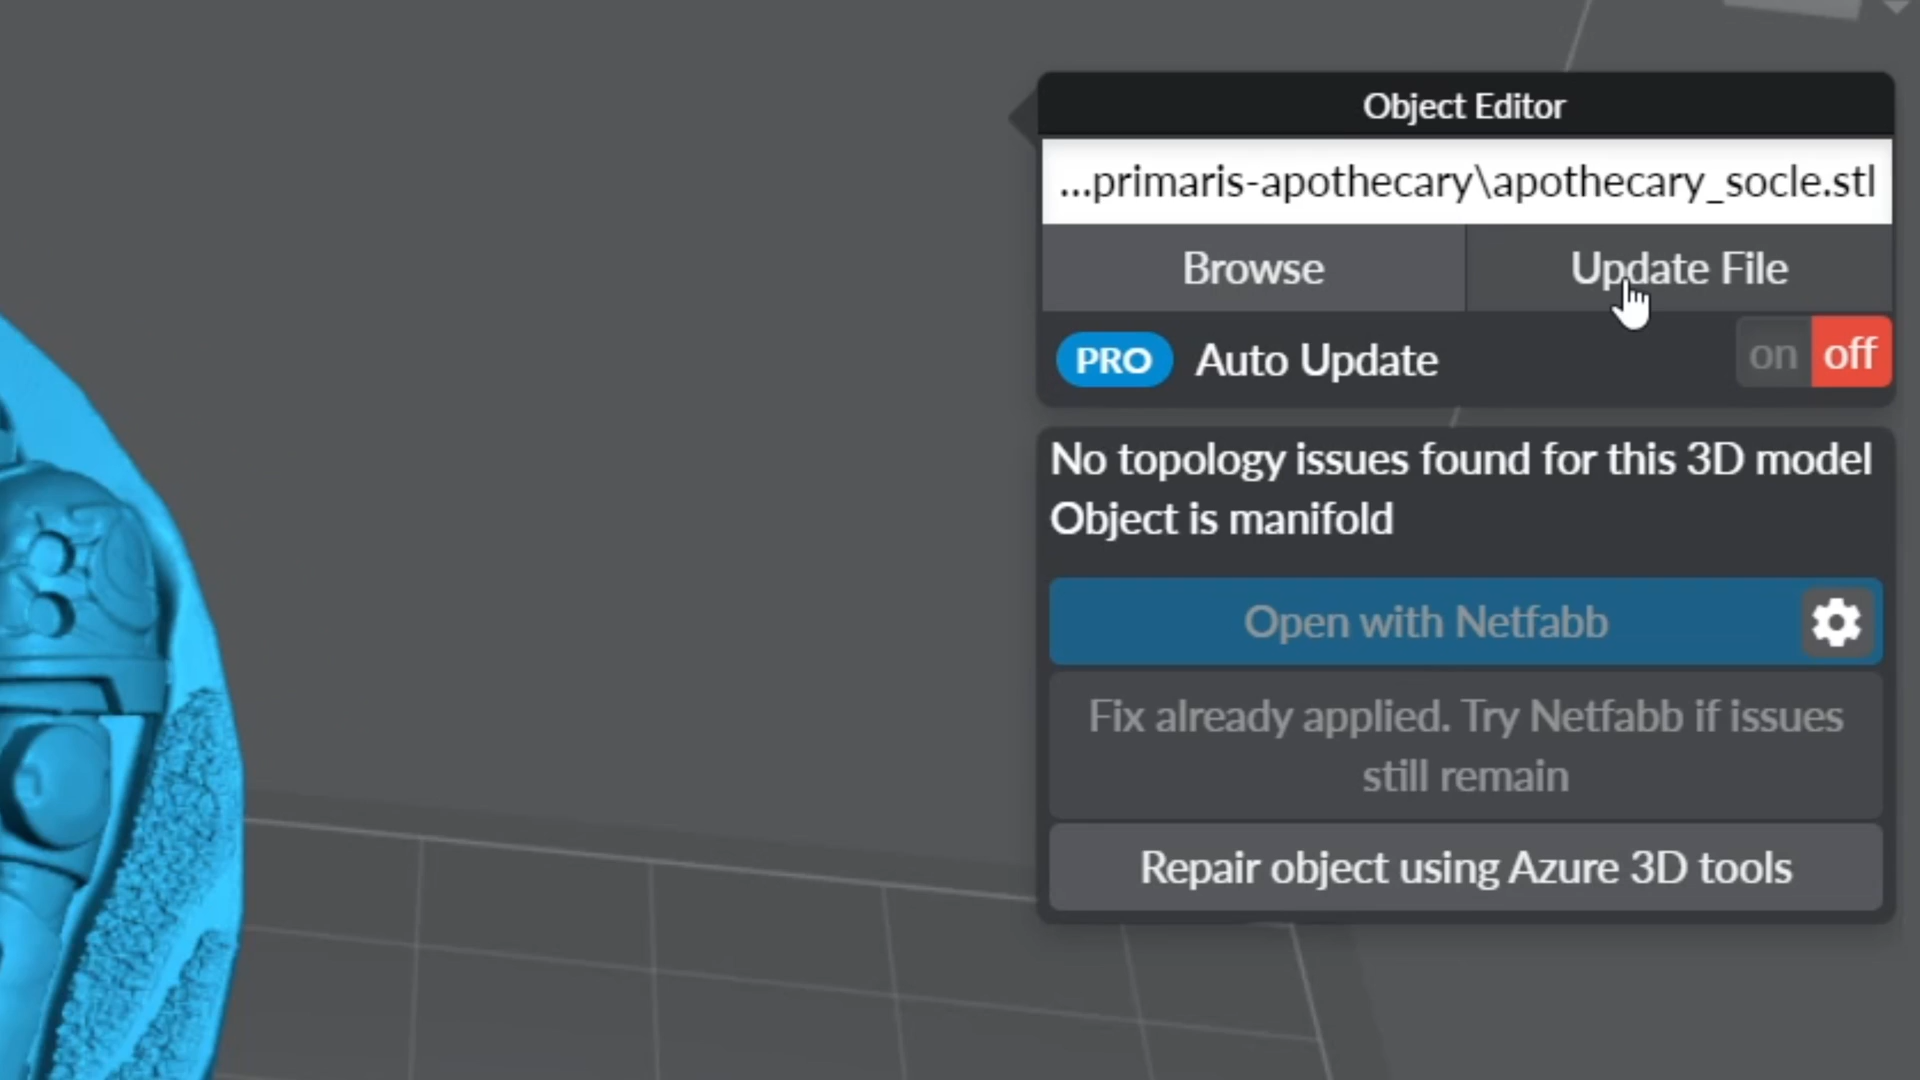 Object Editor
...primaris-apothecary\apothecary_socle.stl
Browse
Update File
PRO Auto Update
on off
No topology issues found for this 3D model
Object is manifold
Open with Netfabb
Fix already applied. Try Netfabb if issues
still remain
Repair object using Azure 3D tools